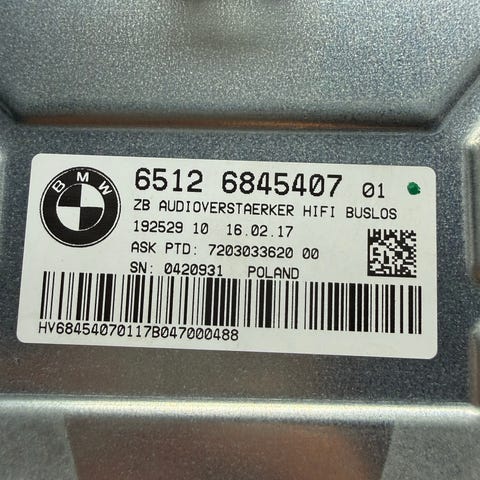 BMW
6512 6845407 01
ZB AUDIOVERSTAERKER HIFI BUSLOS
192529 10 16.02.17
ASK PTD: 7203033620 00
SN: 0420931 POLAND
HV68454070117B047000488